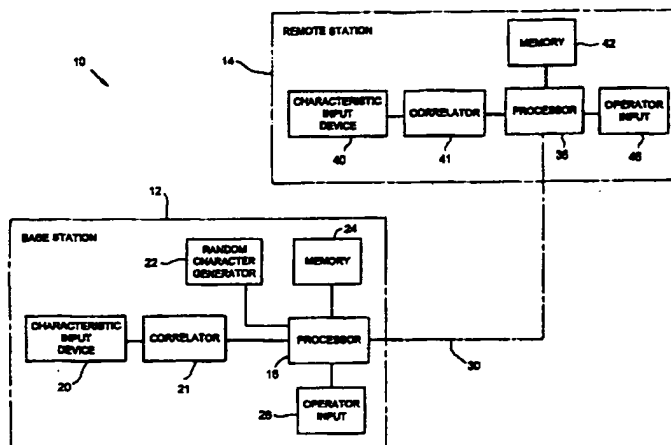 10
REMOTE STATION
14
MEMORY
42
CHARACTERISTIC
INPUT
DEVICE
40
CORRELATOR
41
PROCESSOR
36
OPERATOR
INPUT
46
12
BASE STATION
22
RANDOM
CHARACTER
GENERATOR
24
MEMORY
CHARACTERISTIC
INPUT
DEVICE
20
CORRELATOR
21
PROCESSOR
16
30
26
OPERATOR
INPUT